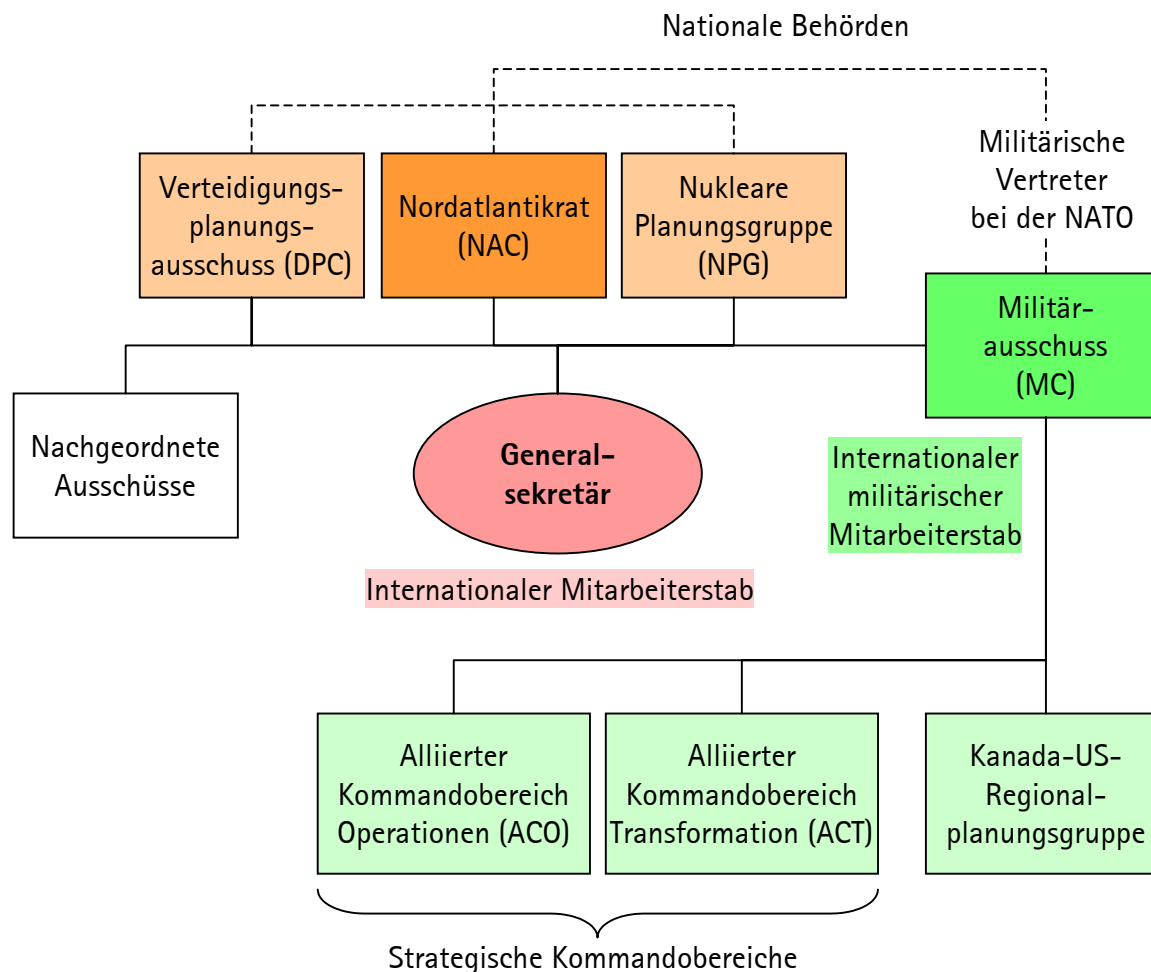 Nationale Behörden
Militärische
Vertreter
bei der NATO
Verteidigungs-
planungs-
ausschuss (DPC)
Nordatlantikrat
(NAC)
Nukleare
Planungsgruppe
(NPG)
Militär-
ausschuss
(MC)
Nachgeordnete
Ausschüsse
General-
sekretär
Internationaler
militärischer
Mitarbeiterstab
Internationaler Mitarbeiterstab
Alliierter
Kommandobereich
Operationen (ACO)
Alliierter
Kommandobereich
Transformation (ACT)
Kanada-US-
Regional-
planungsgruppe
Strategische Kommandobereiche